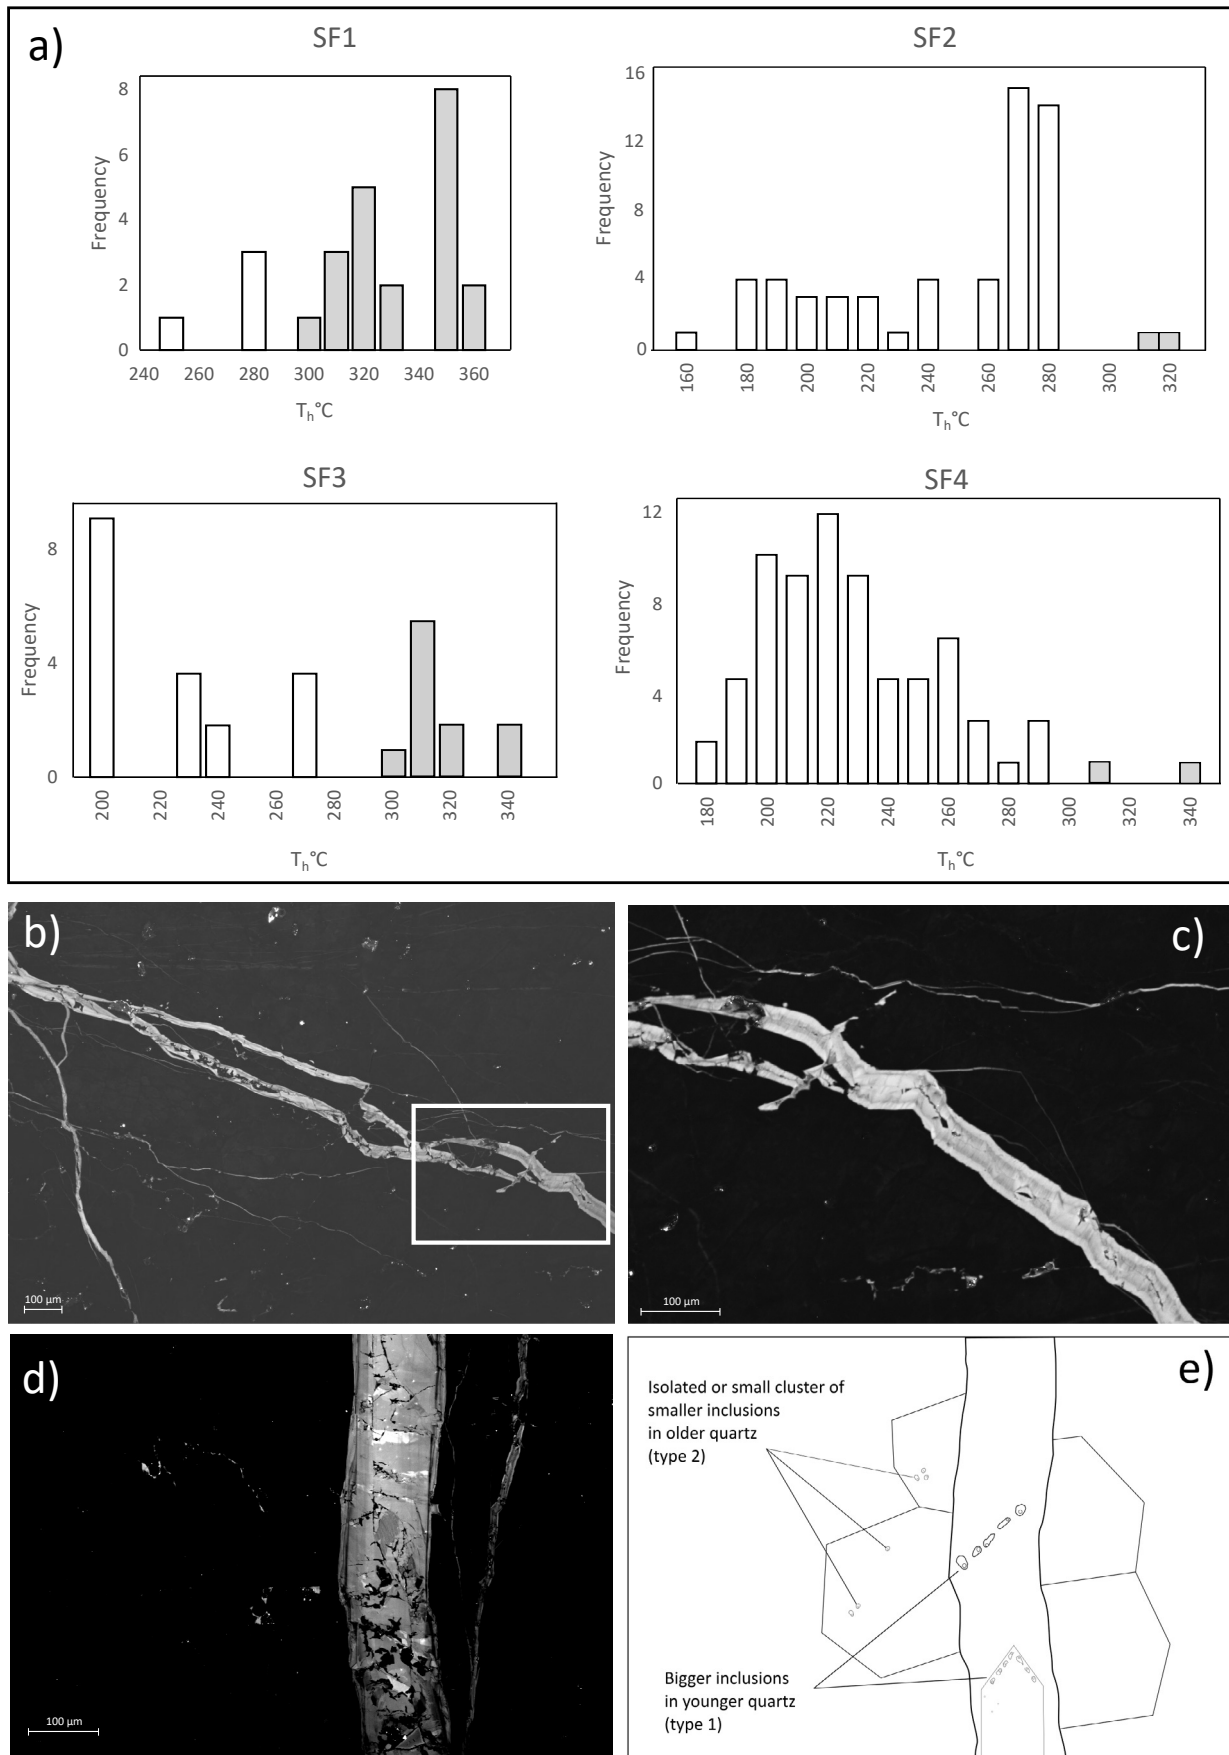 a)
SF1
8
6
4
2
0
Frequency
240 260 280 300 320 340 360
Th°C
SF2
16
12
8
4
0
Frequency
160 180 200 220 240 260 280 300 320
Th°C
SF3
8
4
0
Frequency
200 220 240 260 280 300 320 340
Th°C
SF4
12
8
4
0
Frequency
180 200 220 240 260 280 300 320 340
Th°C
b)
100 µm
c)
100 µm
d)
100 µm
e)
Isolated or small cluster of
smaller inclusions
in older quartz
(type 2)
Bigger inclusions
in younger quartz
(type 1)